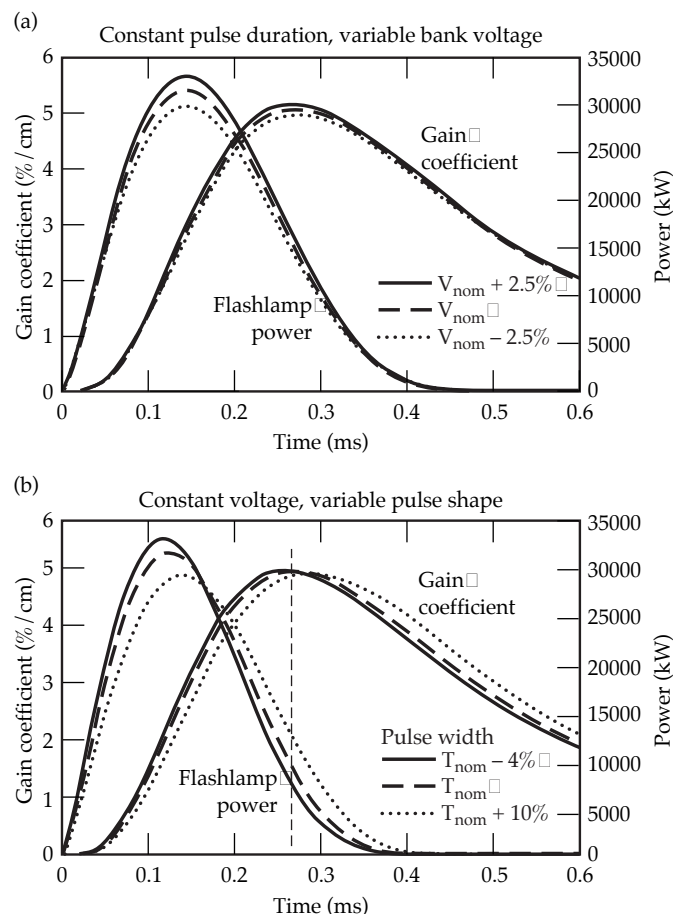 (a)
Constant pulse duration, variable bank voltage
6
5
4
3
2
1
0
Gain coefficient (%/cm)
35000
30000
25000
20000
15000
10000
5000
0
Power (kW)
Gain□
coefficient
V_nom + 2.5%□
V_nom□
V_nom – 2.5%
Flashlamp□
power
0 0.1 0.2 0.3 0.4 0.5 0.6
Time (ms)
(b)
Constant voltage, variable pulse shape
6
5
4
3
2
1
0
Gain coefficient (%/cm)
35000
30000
25000
20000
15000
10000
5000
0
Power (kW)
Gain□
coefficient
Pulse width
T_nom – 4%□
T_nom□
T_nom + 10%
Flashlamp□
power
0 0.1 0.2 0.3 0.4 0.5 0.6
Time (ms)